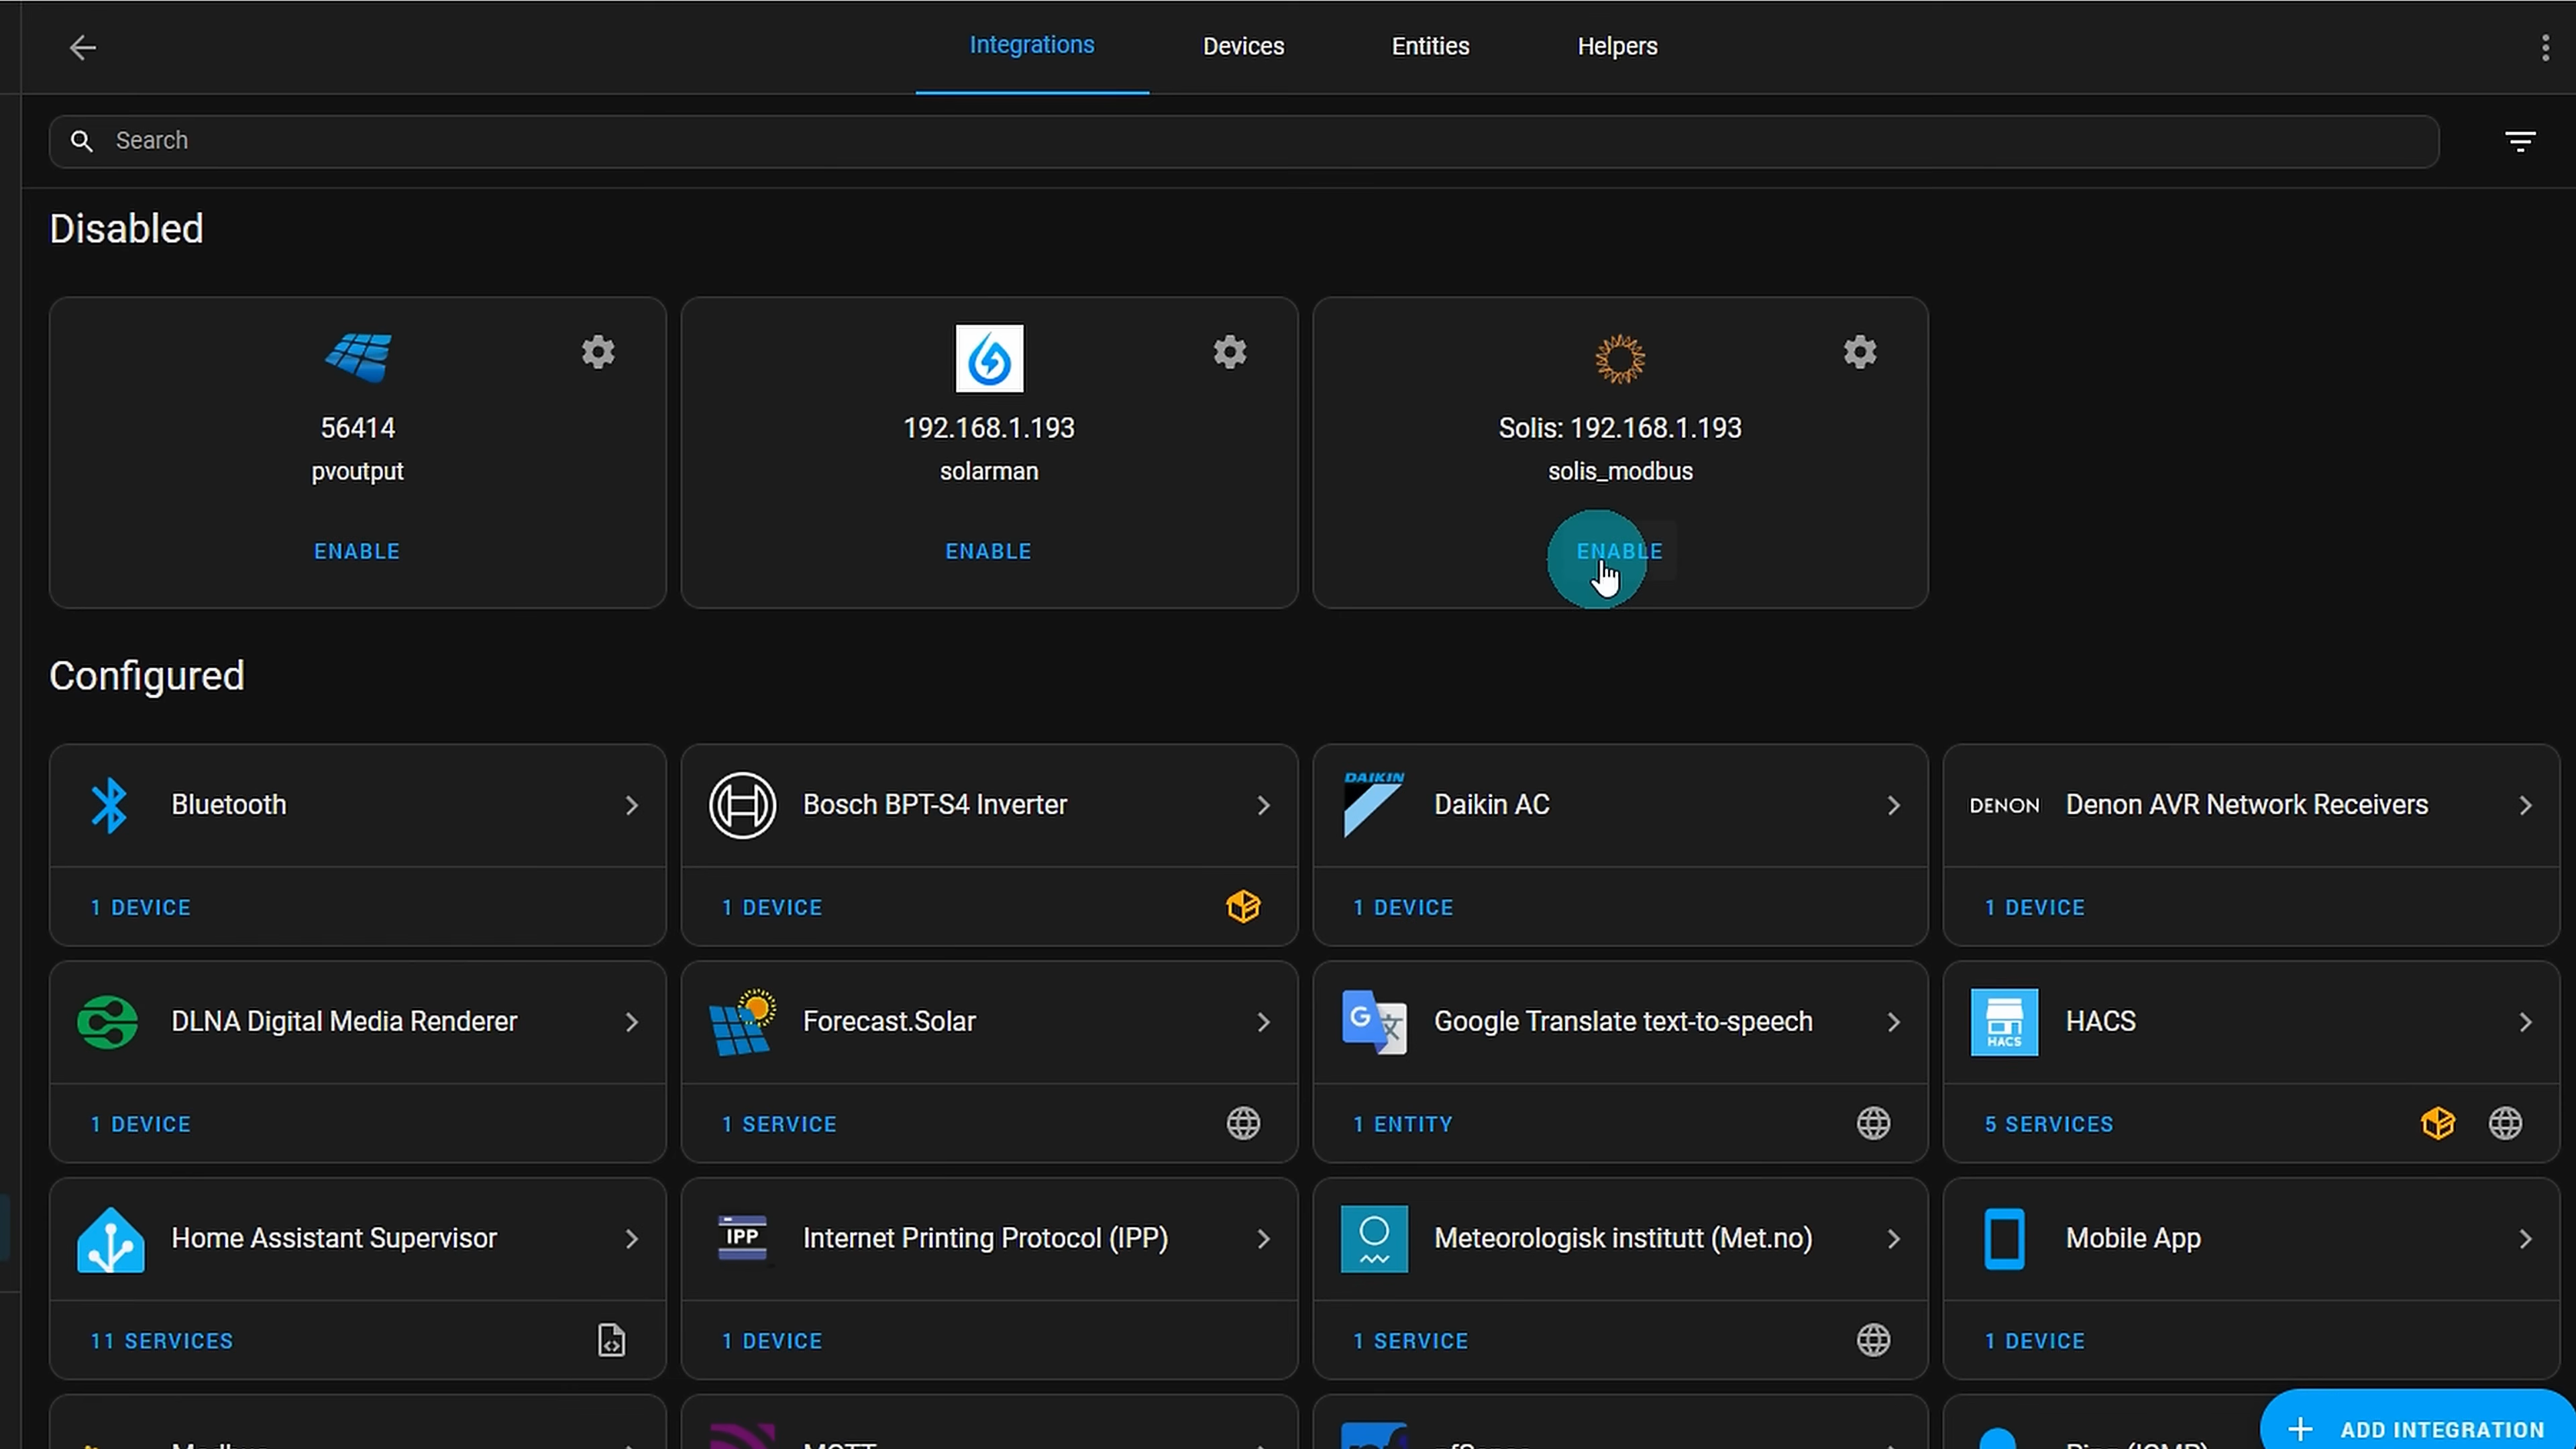 Integrations
Devices
Entities
Helpers
Search
Disabled
56414
pvoutput
ENABLE
192.168.1.193
solarman
ENABLE
Solis: 192.168.1.193
solis_modbus
ENABLE
Configured
Bluetooth
1 DEVICE
Bosch BPT-S4 Inverter
1 DEVICE
DAIKIN
Daikin AC
1 DEVICE
DENON
Denon AVR Network Receivers
1 DEVICE
DLNA Digital Media Renderer
1 DEVICE
Forecast.Solar
1 SERVICE
G
文
Google Translate text-to-speech
1 ENTITY
HACS
HACS
5 SERVICES
Home Assistant Supervisor
11 SERVICES
IPP
Internet Printing Protocol (IPP)
1 DEVICE
Meteorologisk institutt (Met.no)
1 SERVICE
Mobile App
1 DEVICE
MQTT
ADD INTEGRATION